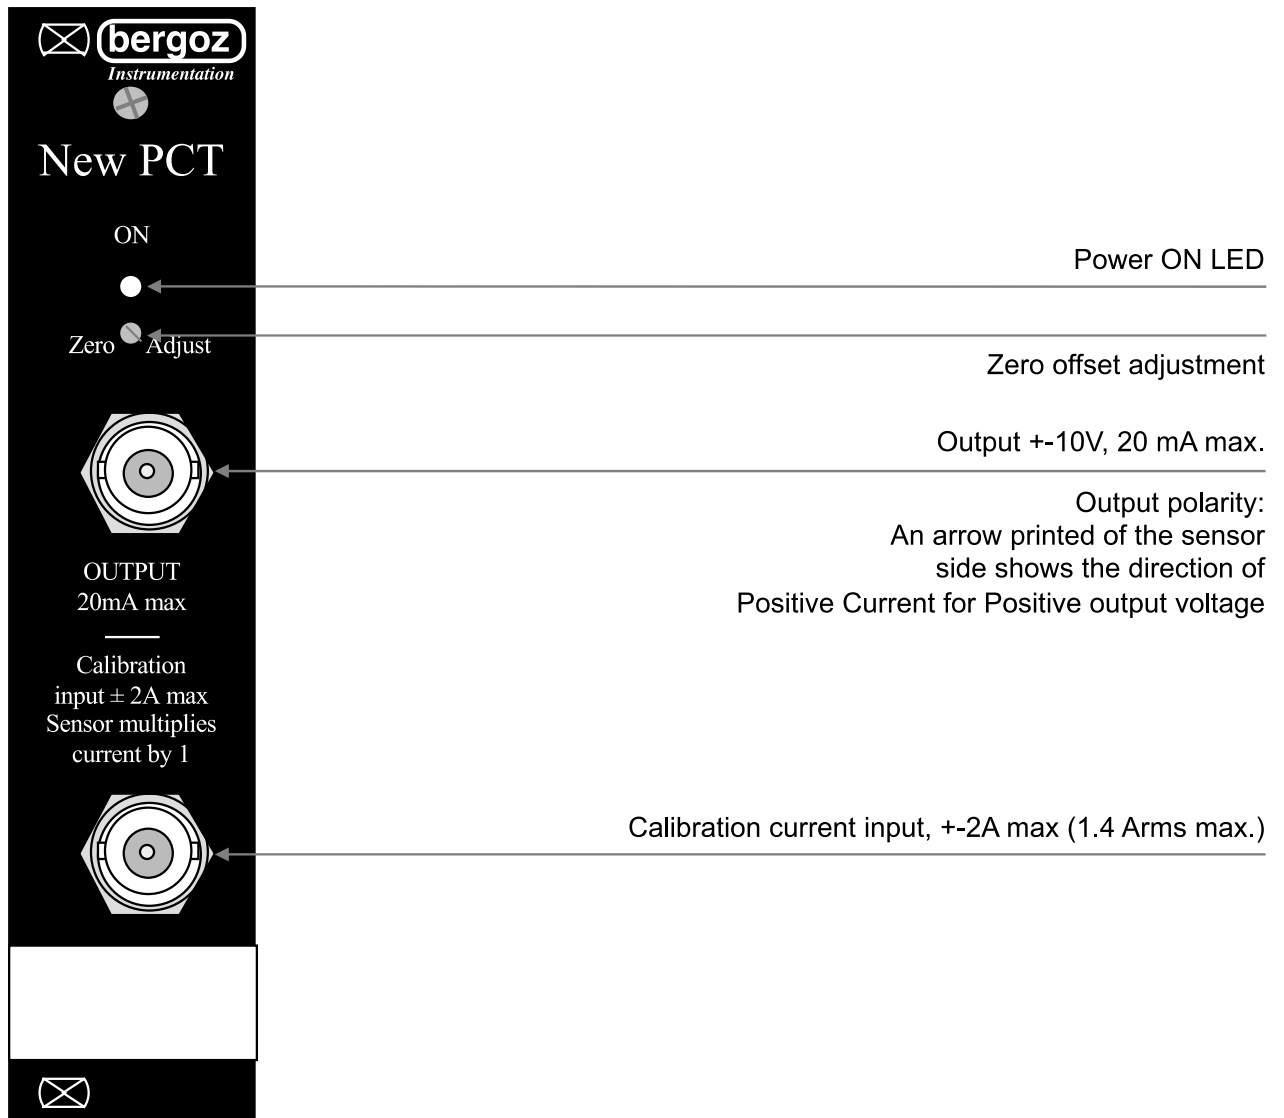 bergoz
Instrumentation
New PCT
ON
Zero Adjust
OUTPUT
20mA max
Calibration
input ± 2A max
Sensor multiplies
current by 1
Power ON LED
Zero offset adjustment
Output +-10V, 20 mA max.
Output polarity:
An arrow printed of the sensor
side shows the direction of
Positive Current for Positive output voltage
Calibration current input, +-2A max (1.4 Arms max.)